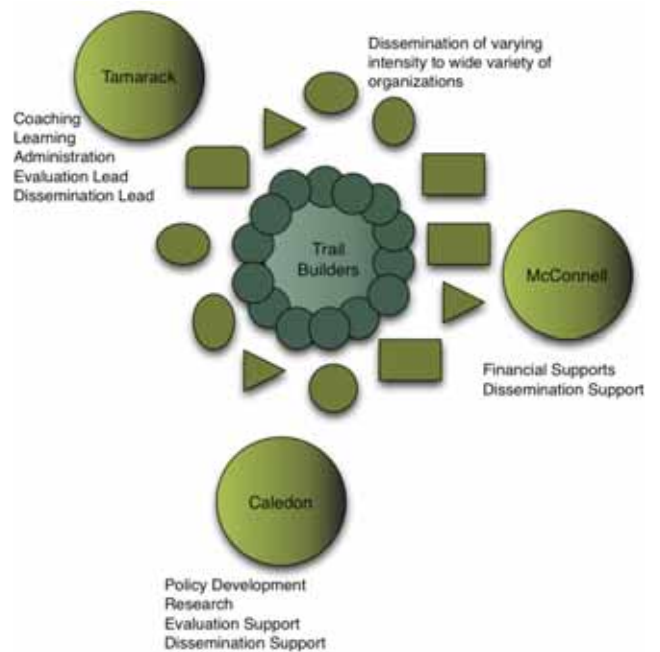 Tamarack
Coaching
Learning
Administration
Evaluation Lead
Dissemination Lead
Dissemination of varying
intensity to wide variety of
organizations
Trail
Builders
McConnell
Financial Supports
Dissemination Support
Caledon
Policy Development
Research
Evaluation Support
Dissemination Support